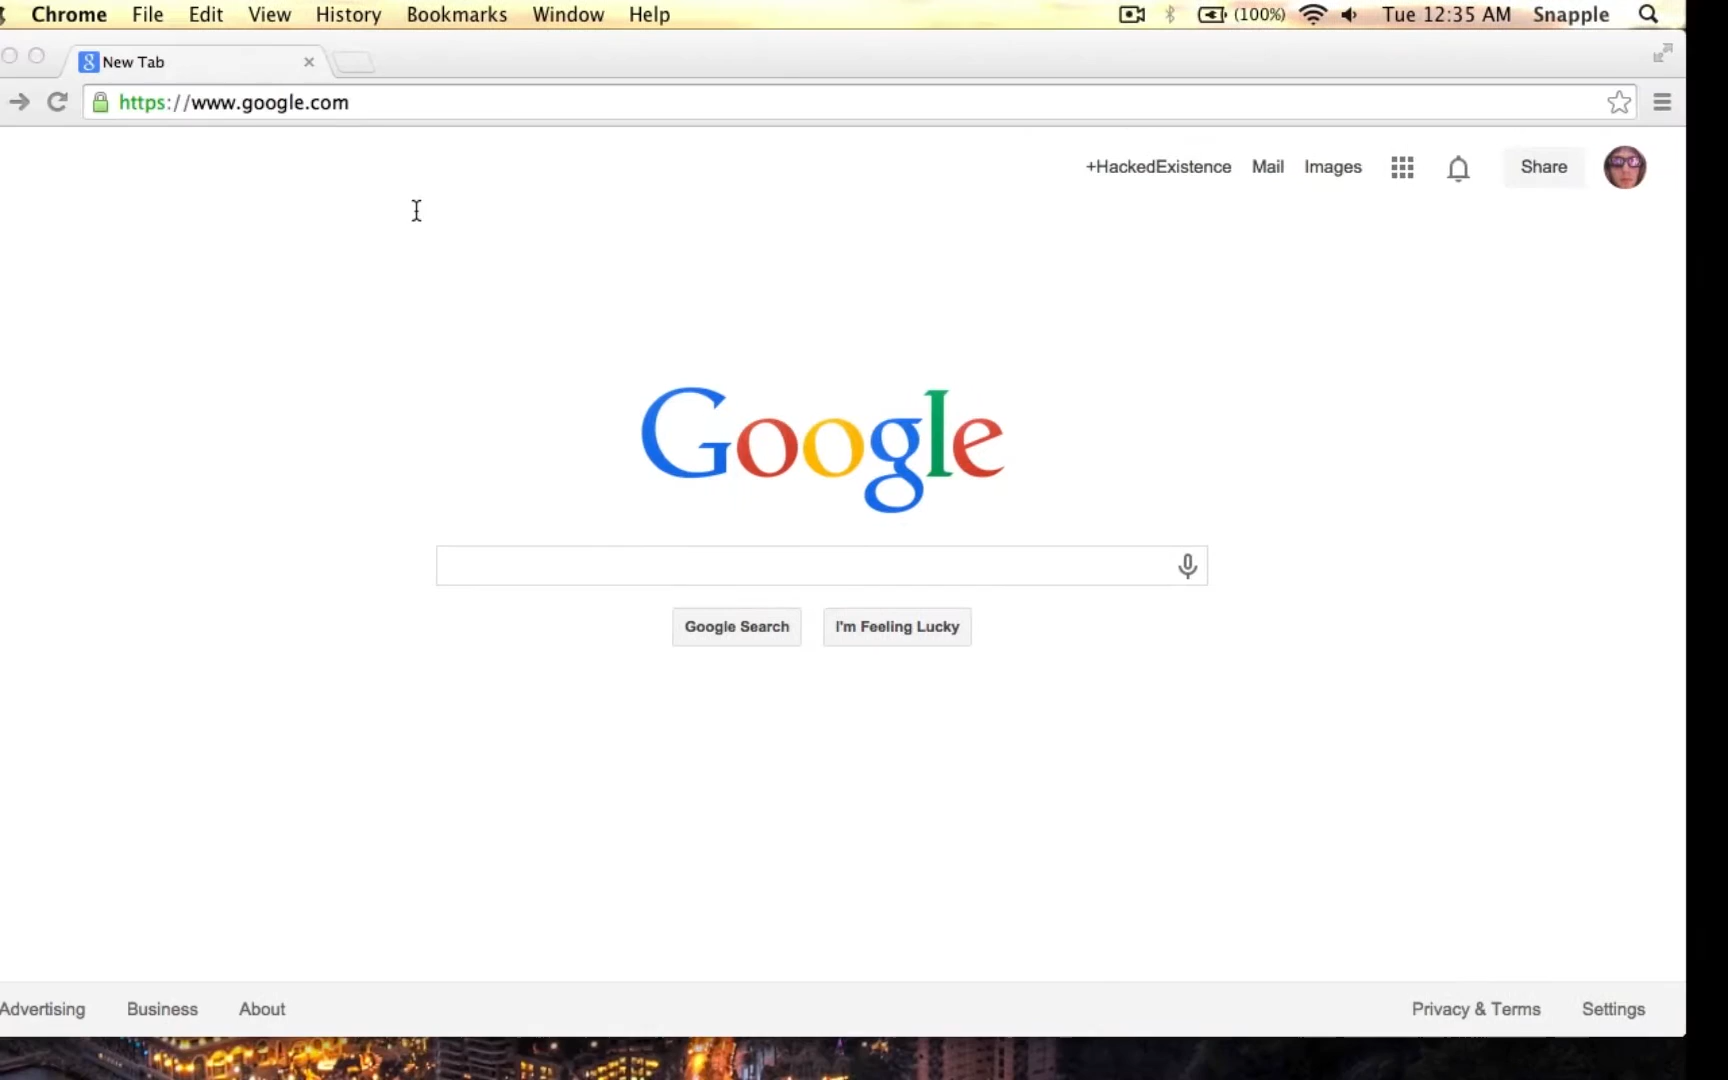 Chrome File Edit View History Bookmarks Window Help (100%) Tue 12:35 AM Snapple
New Tab
https://www.google.com
+HackedExistence Mail Images Share
Google
Google Search I'm Feeling Lucky
Advertising Business About Privacy & Terms Settings